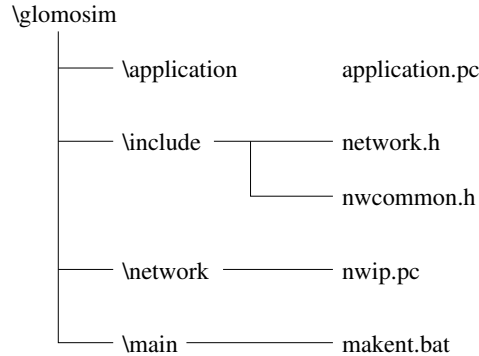 \glomosim
\application application.pc
\include network.h
nwcommon.h
\network nwip.pc
\main makent.bat